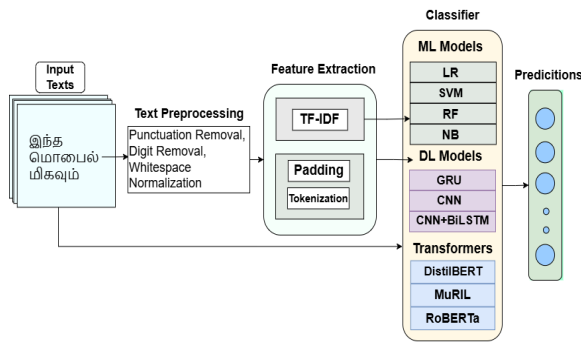 Input
Texts
இந்த
மொபைல்
மிகவும்
Text Preprocessing
Punctuation Removal,
Digit Removal,
Whitespace
Normalization
Feature Extraction
TF-IDF
Padding
Tokenization
Classifier
ML Models
LR
SVM
RF
NB
DL Models
GRU
CNN
CNN+BiLSTM
Transformers
DistilBERT
MuRIL
RoBERTa
Predicitions